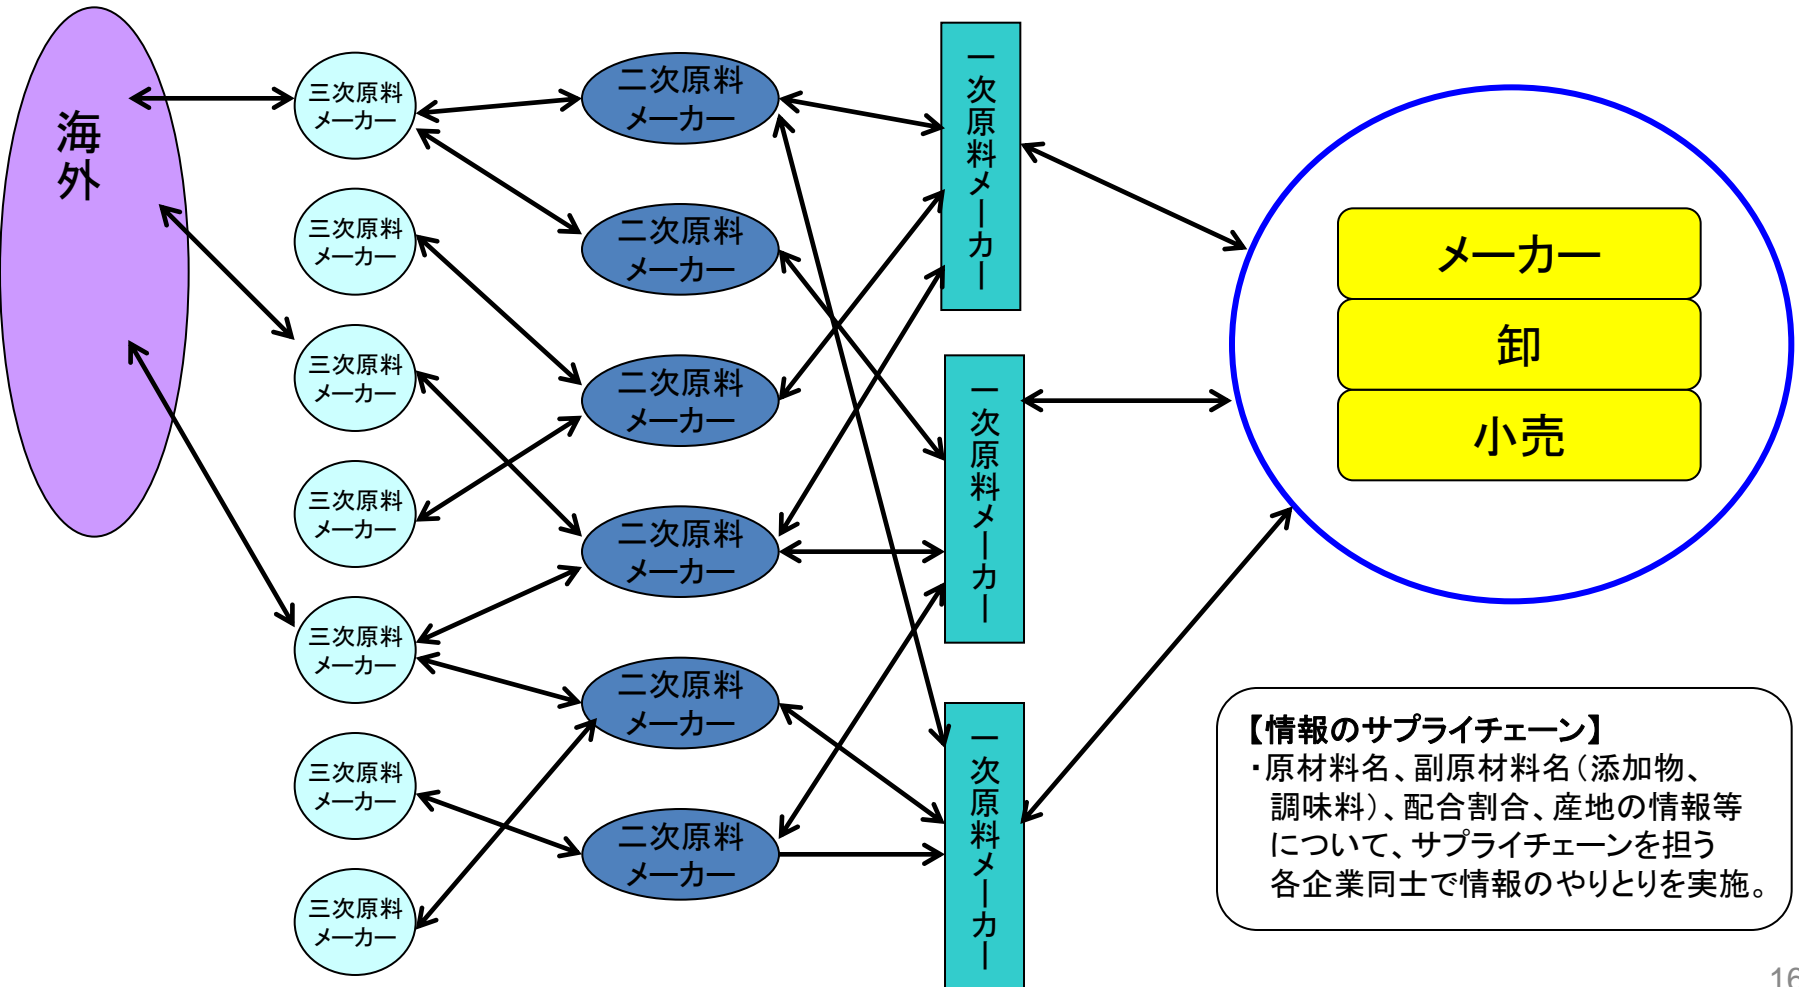 海外
三次原料
メーカー
三次原料
メーカー
三次原料
メーカー
三次原料
メーカー
三次原料
メーカー
三次原料
メーカー
三次原料
メーカー
二次原料
メーカー
二次原料
メーカー
二次原料
メーカー
二次原料
メーカー
二次原料
メーカー
二次原料
メーカー
一次原料メーカー
一次原料メーカー
一次原料メーカー
メーカー
卸
小売
【情報のサプライチェーン】
・原材料名、副原材料名（添加物、
調味料）、配合割合、産地の情報等
について、サプライチェーンを担う
各企業同士で情報のやりとりを実施。
16